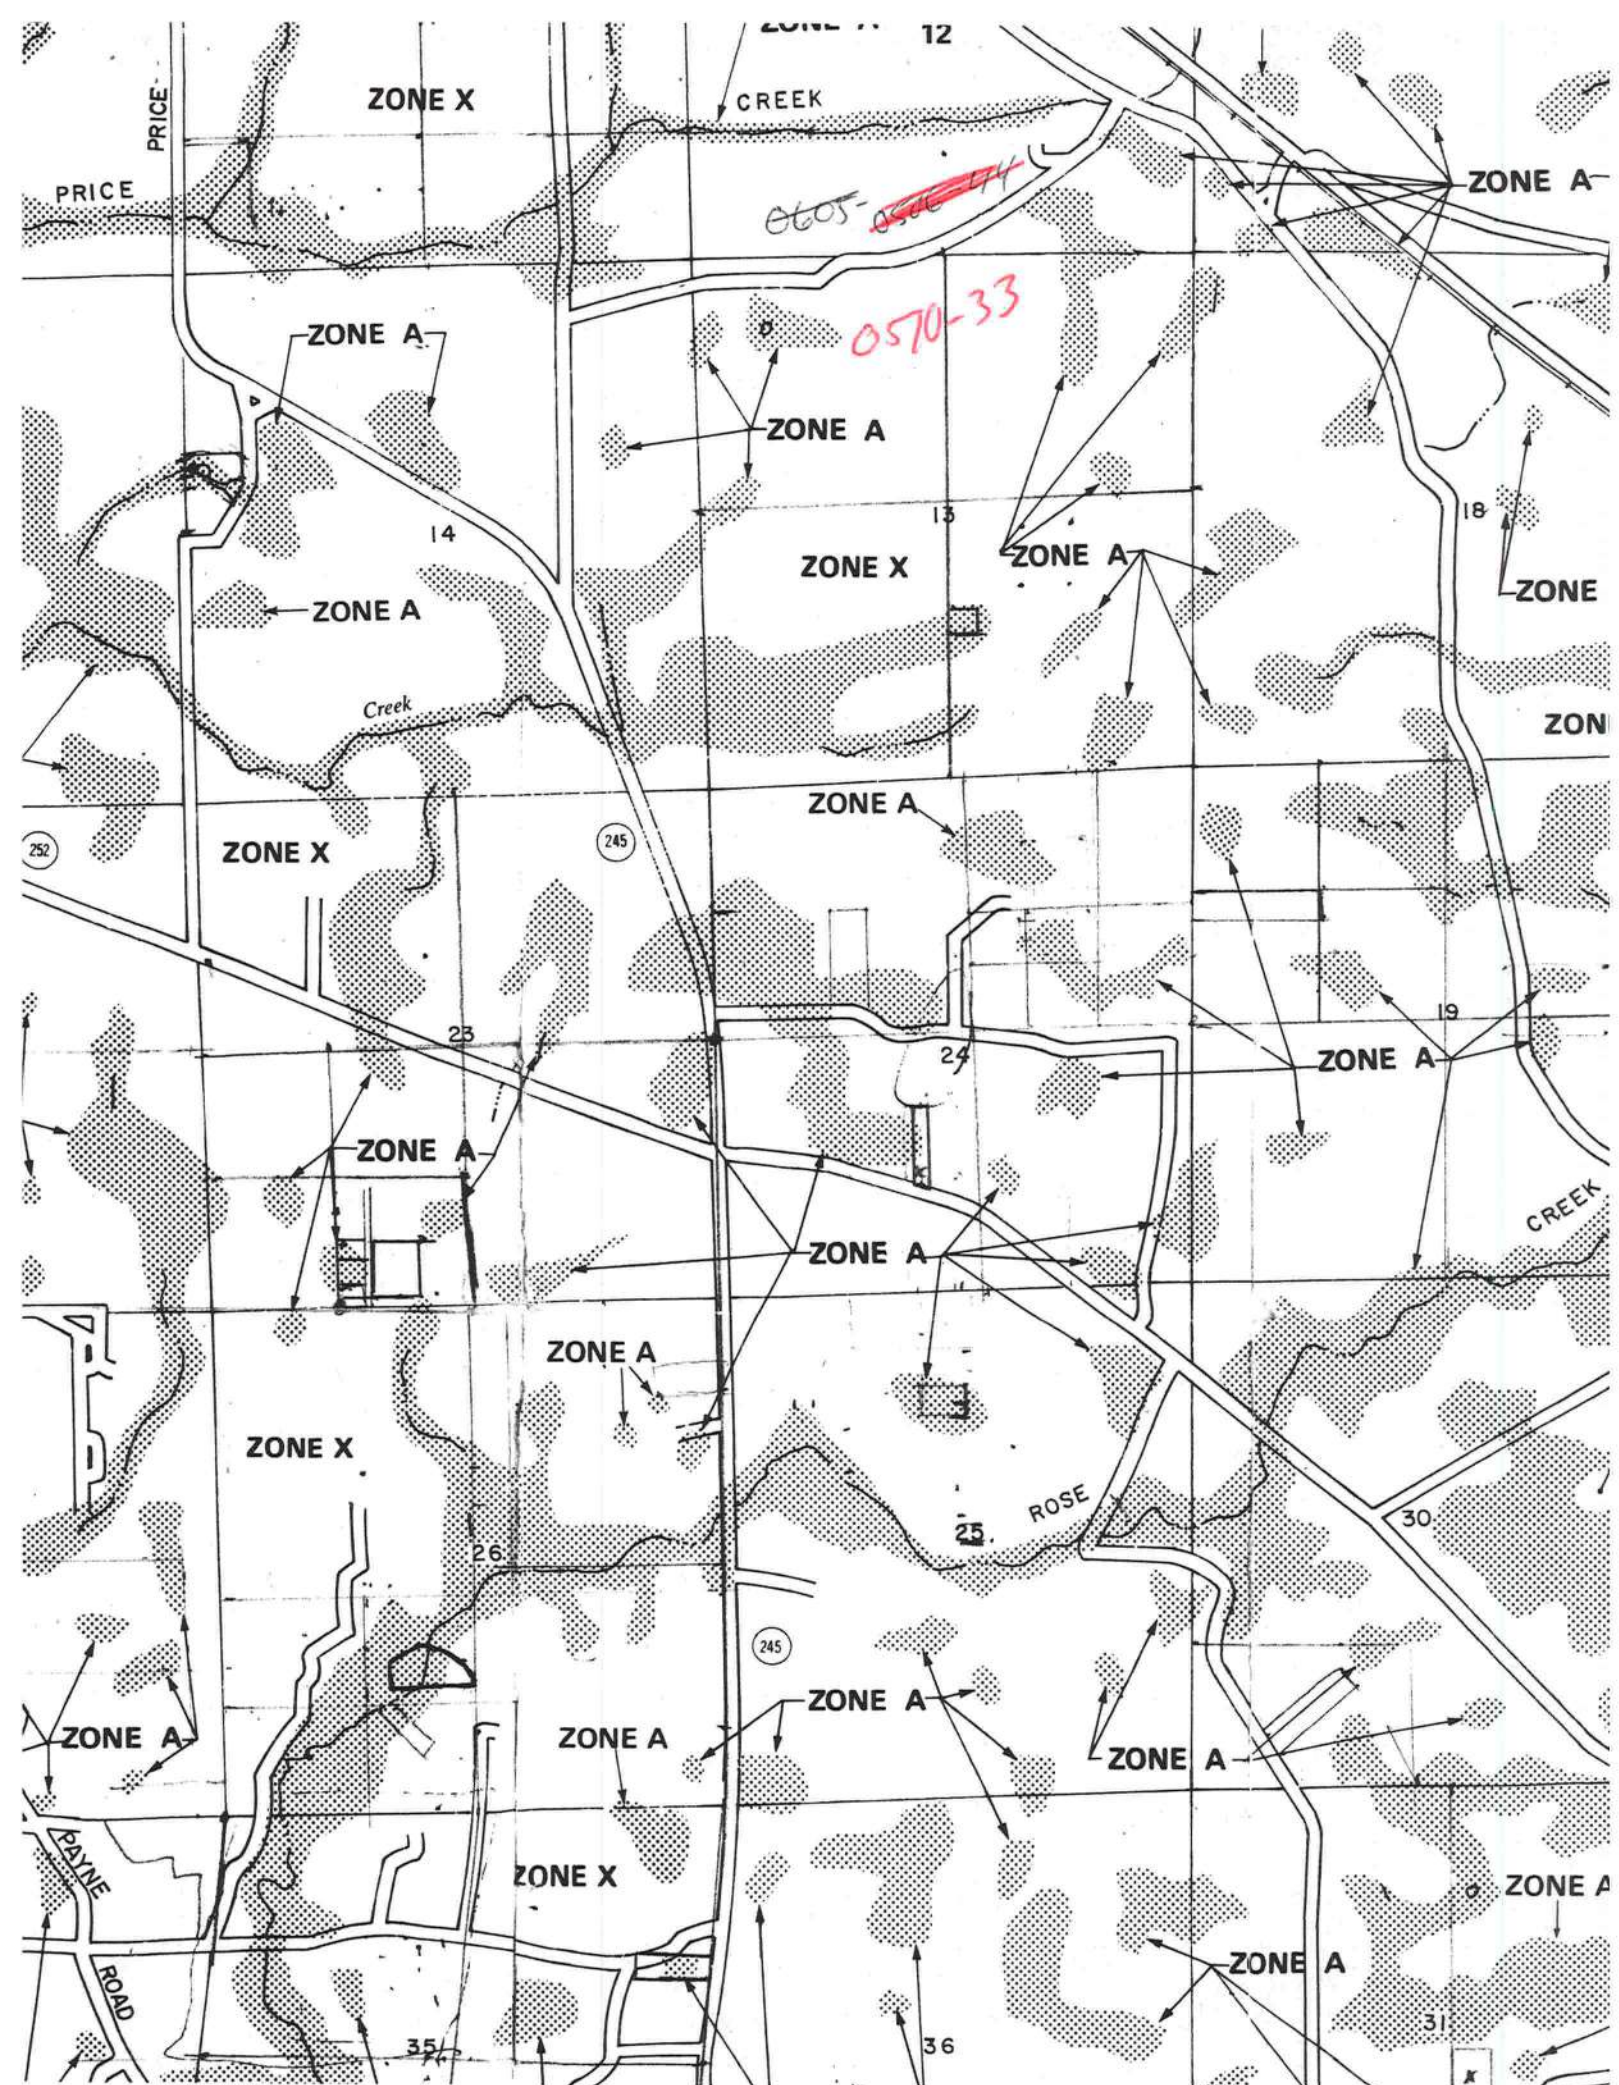 12
ZONE X
CREEK
PRICE
PRICE
ZONE A
0605-
0570-33
ZONE A
ZONE A
14
13
18
ZONE X
ZONE A
ZONE
ZONE A
Creek
ZON
ZONE A
252
ZONE X
245
23
24
19
ZONE A
ZONE A
CREEK
ZONE A
ZONE A
ZONE X
ROSE
25
30
26
245
ZONE A
ZONE A
ZONE A
ZONE A
PAYNE
ROAD
ZONE X
ZONE A
ZONE A
35
36
31